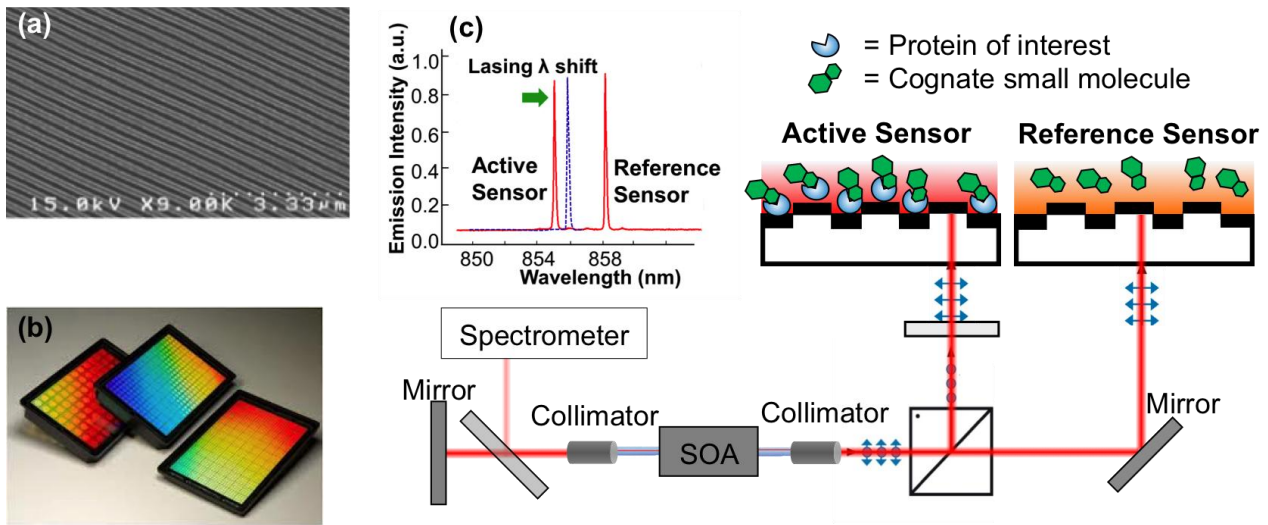 (a)
15.0kV X9.00K 3.33μm
(b)
(c)
Emission Intensity (a.u.)
1.0
0.8
0.6
0.4
0.2
0.0
Lasing λ shift
Active
Sensor
Reference
Sensor
850
854
858
Wavelength (nm)
= Protein of interest
= Cognate small molecule
Active Sensor
Reference Sensor
Spectrometer
Mirror
Collimator
SOA
Collimator
Mirror